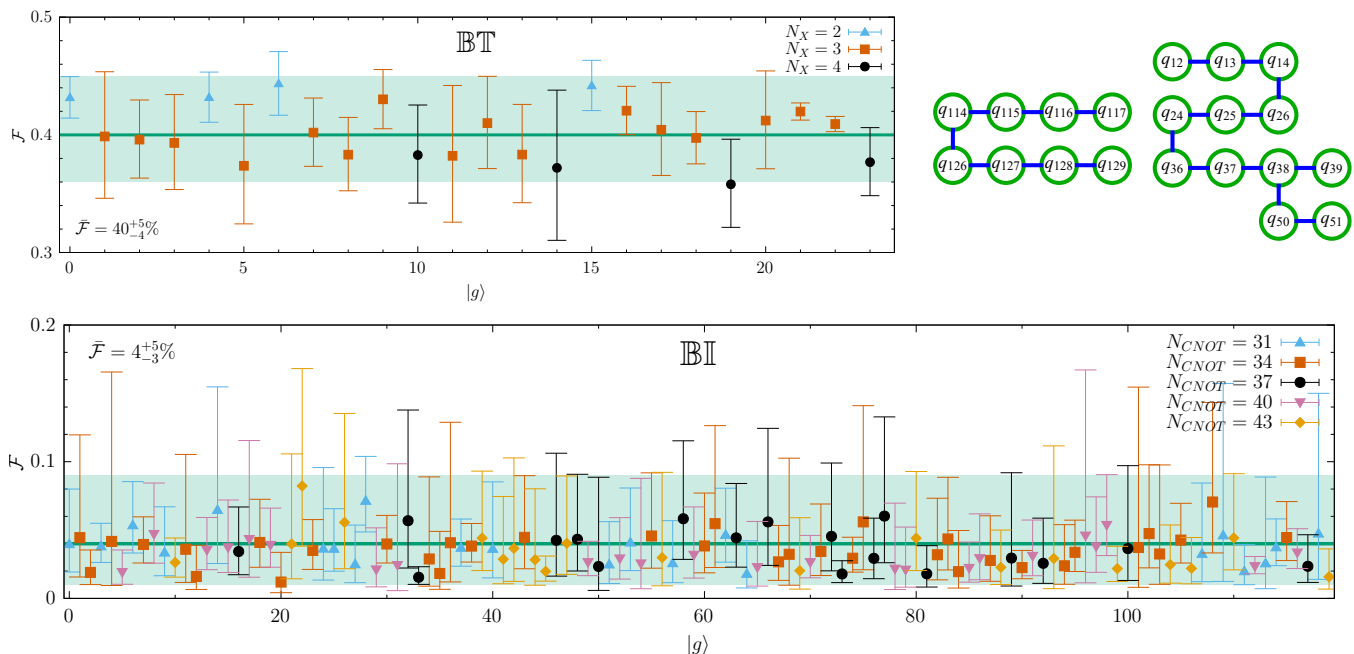 0.5
0.4
0.3
𝓕
𝔹𝕋
N_X = 2
N_X = 3
N_X = 4
𝓕̄ = 40⁺⁵₋₄%
0 5 10 15 20
|g⟩
q₁₂ q₁₃ q₁₄
q₁₁₄ q₁₁₅ q₁₁₆ q₁₁₇
q₂₄ q₂₅ q₂₆
q₁₂₆ q₁₂₇ q₁₂₈ q₁₂₉
q₃₆ q₃₇ q₃₈ q₃₉
q₅₀ q₅₁
0.2
0.1
0
𝓕
𝓕̄ = 4⁺⁵₋₃%
𝔹𝕀
N_CNOT = 31
N_CNOT = 34
N_CNOT = 37
N_CNOT = 40
N_CNOT = 43
0 20 40 60 80 100
|g⟩